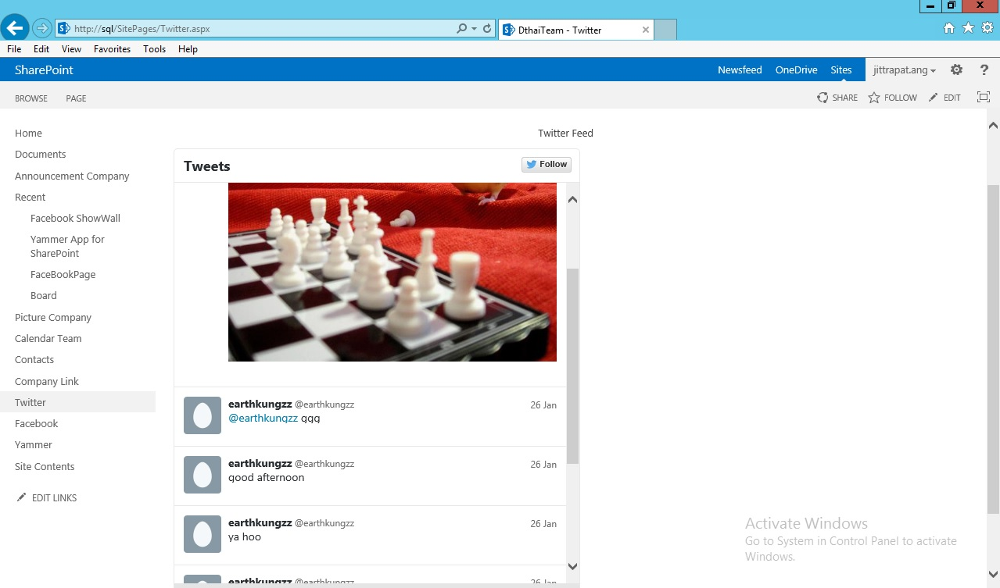 http://sql/SitePages/Twitter.aspx
DthaiTeam - Twitter
File Edit View Favorites Tools Help
SharePoint
Newsfeed OneDrive Sites jittrapat.ang ?
BROWSE PAGE
SHARE FOLLOW EDIT
Home
Documents
Announcement Company
Recent
Facebook ShowWall
Yammer App for
SharePoint
FaceBookPage
Board
Picture Company
Calendar Team
Contacts
Company Link
Twitter
Facebook
Yammer
Site Contents
EDIT LINKS
Twitter Feed
Tweets
Follow
earthkungzz @earthkungzz 26 Jan
@earthkungzz ggg
earthkungzz @earthkungzz 26 Jan
good afternoon
earthkungzz @earthkungzz 26 Jan
ya hoo
earthkungzz @earthkungzz 26 Jan
Activate Windows
Go to System in Control Panel to activate
Windows.